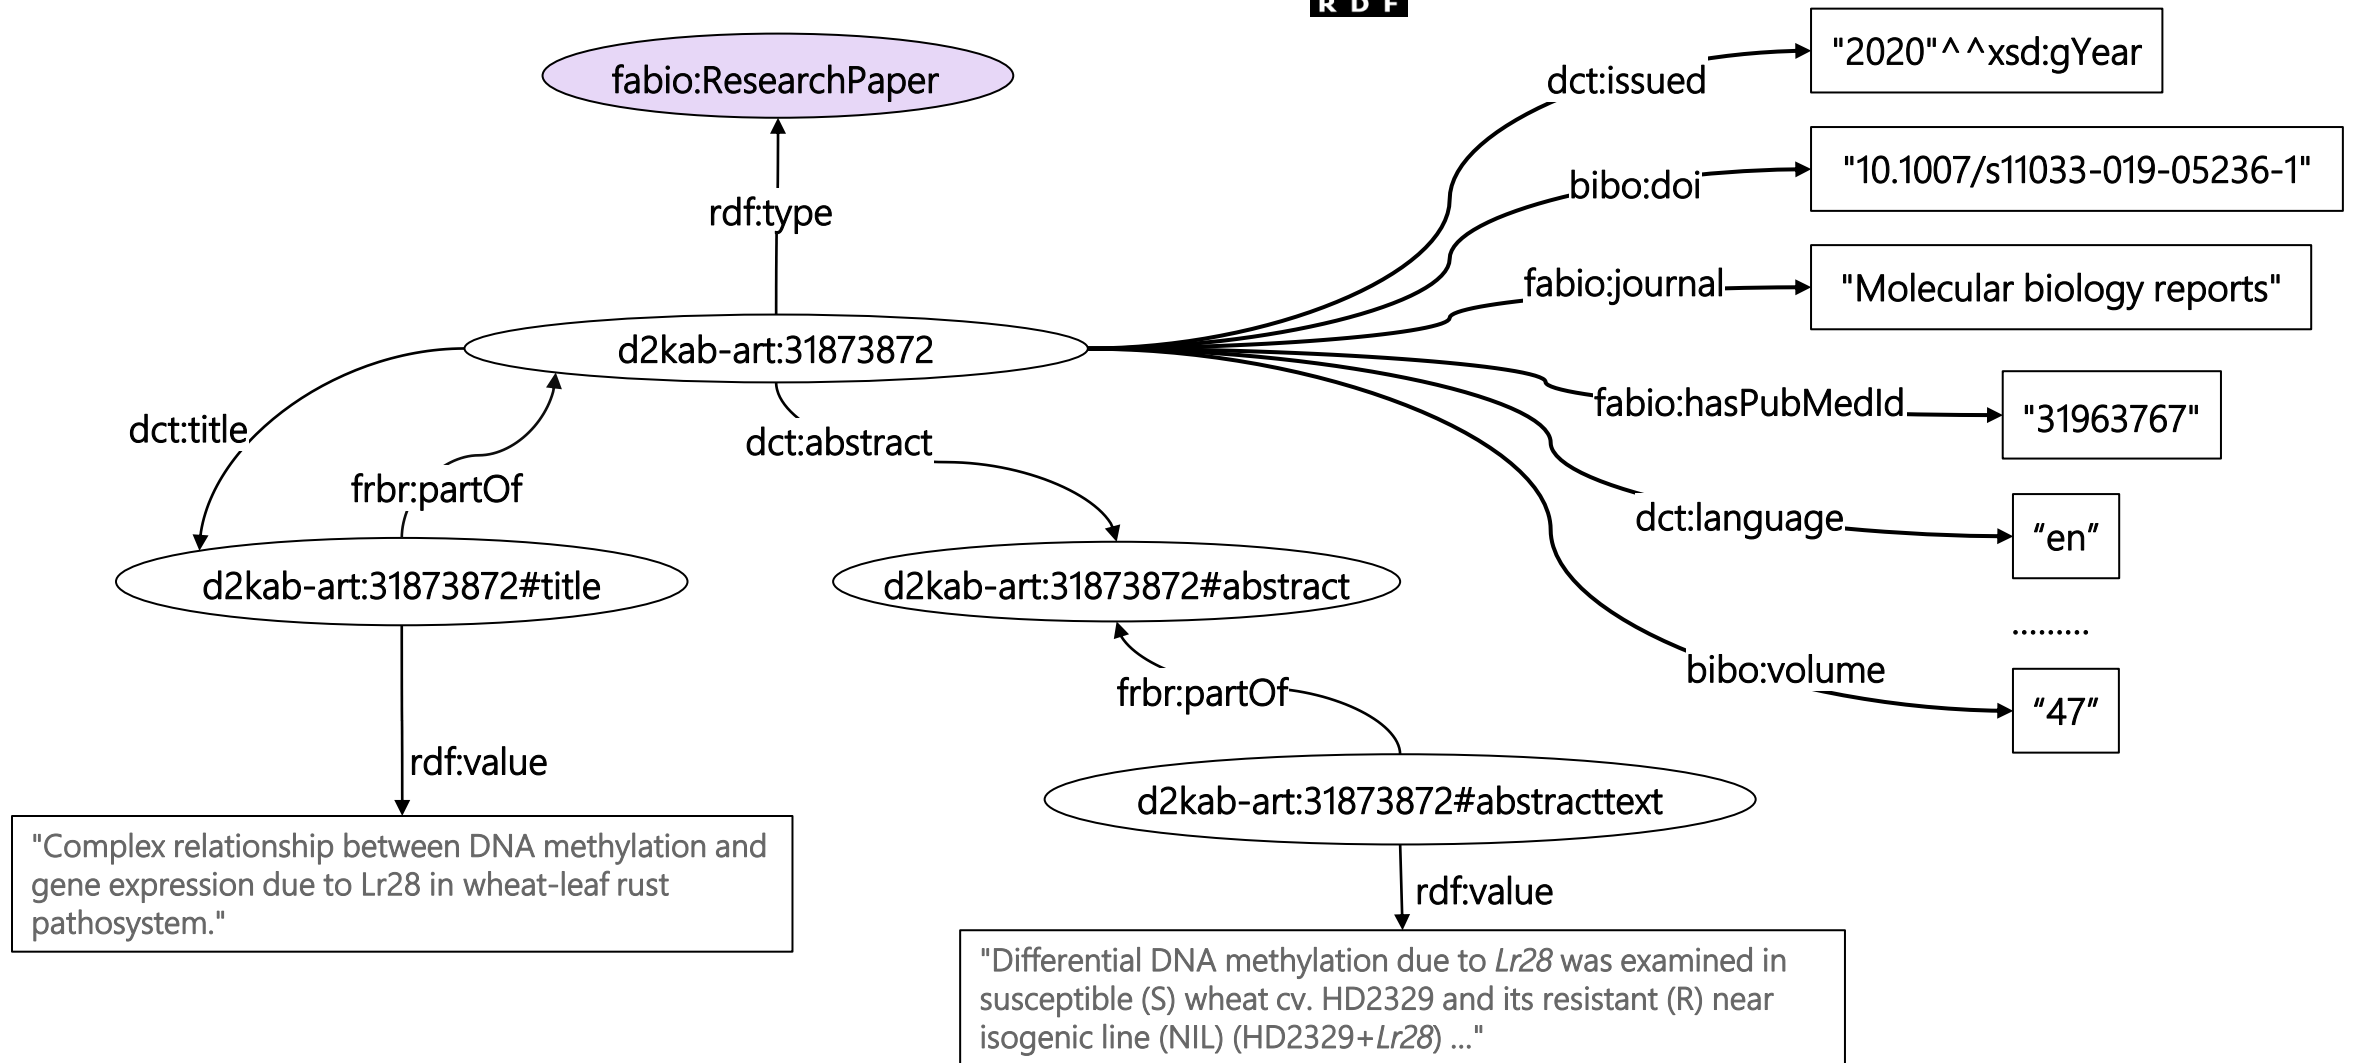 R D F
fabio:ResearchPaper
dct:issued
"2020"^^xsd:gYear
bibo:doi
"10.1007/s11033-019-05236-1"
rdf:type
fabio:journal
"Molecular biology reports"
d2kab-art:31873872
fabio:hasPubMedId
"31963767"
dct:title
dct:abstract
frbr:partOf
dct:language
“en”
d2kab-art:31873872#title
d2kab-art:31873872#abstract
.........
bibo:volume
“47”
frbr:partOf
rdf:value
d2kab-art:31873872#abstracttext
"Complex relationship between DNA methylation and
gene expression due to Lr28 in wheat-leaf rust
pathosystem."
rdf:value
"Differential DNA methylation due to Lr28 was examined in
susceptible (S) wheat cv. HD2329 and its resistant (R) near
isogenic line (NIL) (HD2329+Lr28) ..."